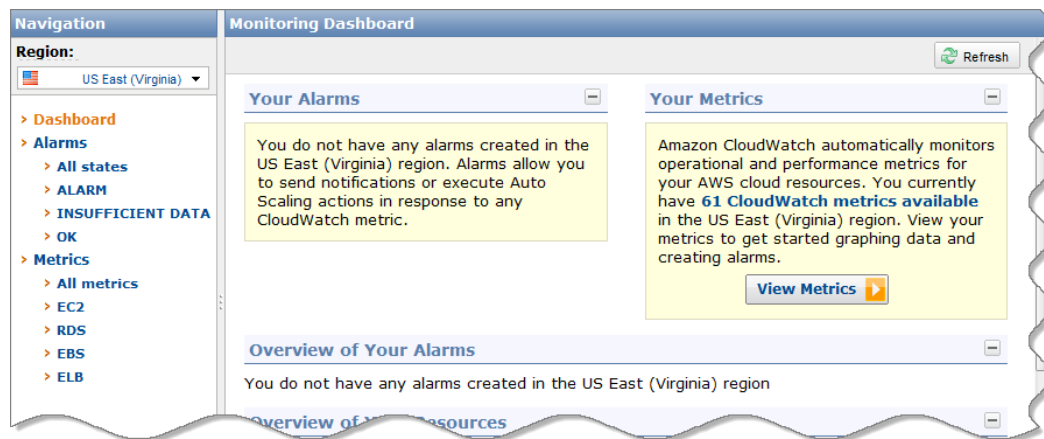 Navigation
Region:
US East (Virginia)
Dashboard
Alarms
All states
ALARM
INSUFFICIENT DATA
OK
Metrics
All metrics
EC2
RDS
EBS
ELB
Monitoring Dashboard
Refresh
Your Alarms
You do not have any alarms created in the
US East (Virginia) region. Alarms allow you
to send notifications or execute Auto
Scaling actions in response to any
CloudWatch metric.
Your Metrics
Amazon CloudWatch automatically monitors
operational and performance metrics for
your AWS cloud resources. You currently
have 61 CloudWatch metrics available
in the US East (Virginia) region. View your
metrics to get started graphing data and
creating alarms.
View Metrics
Overview of Your Alarms
You do not have any alarms created in the US East (Virginia) region
Overview of Your Resources